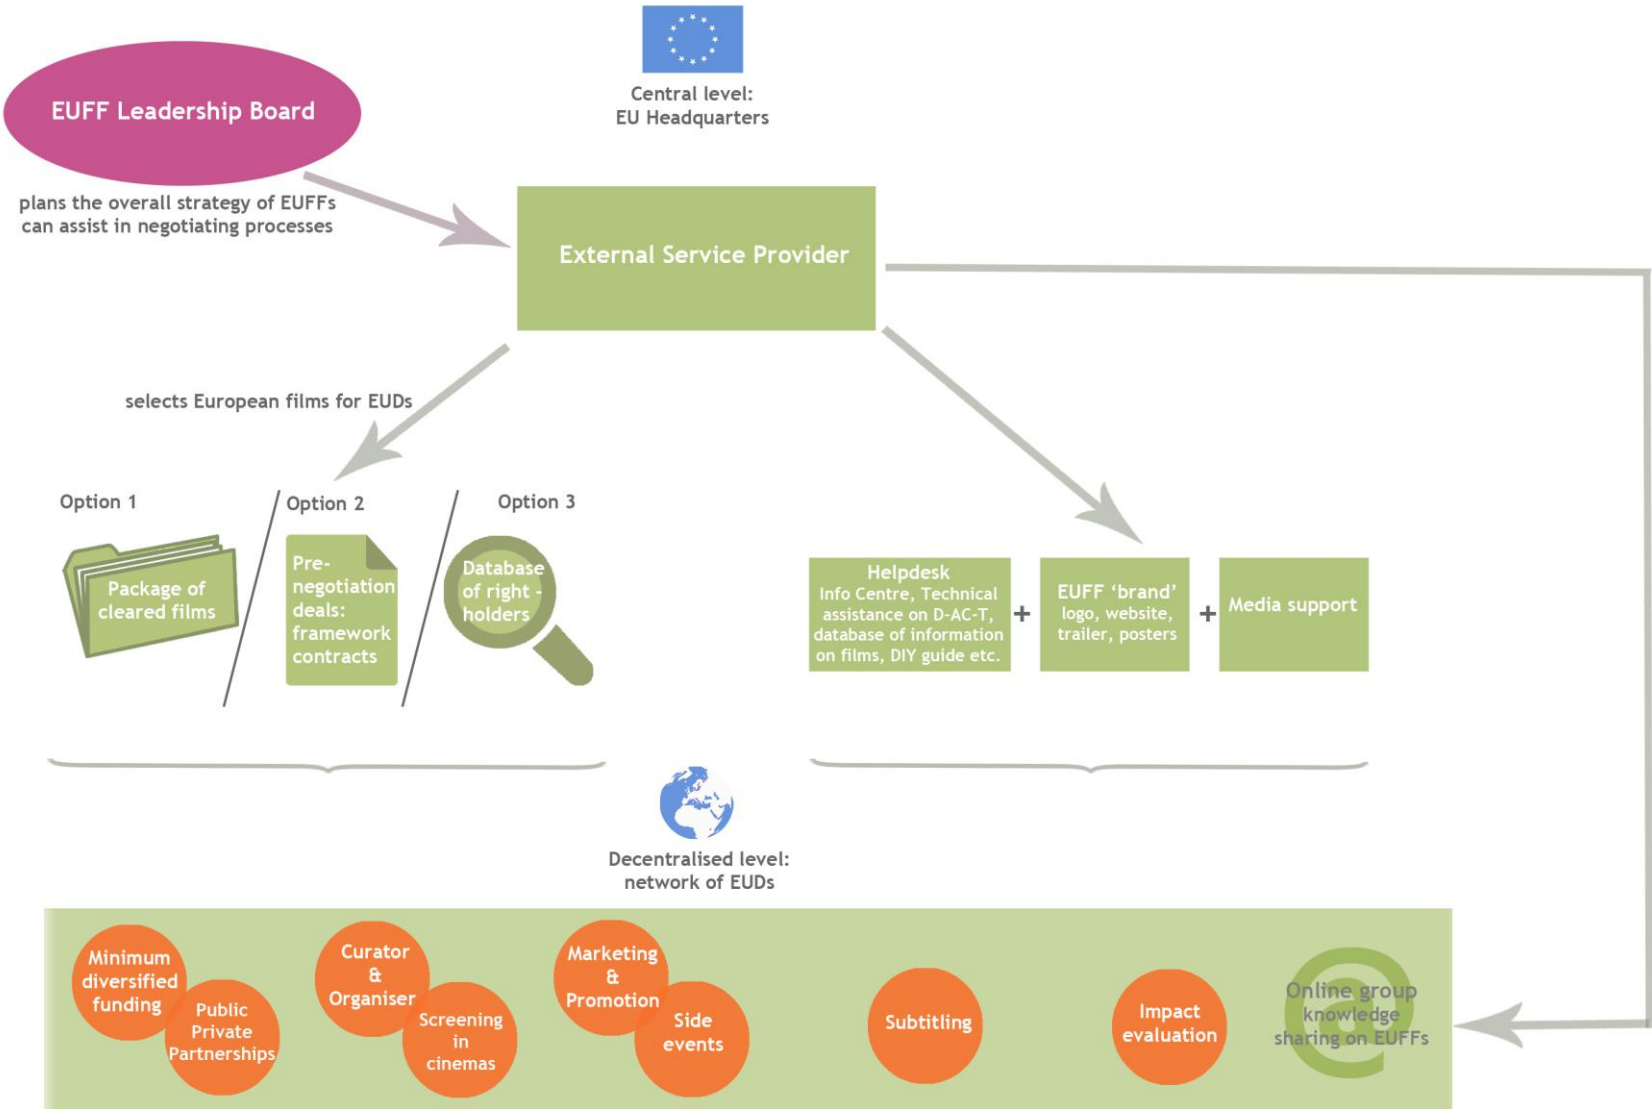 EUFF Leadership Board
plans the overall strategy of EUFFs
can assist in negotiating processes
Central level:
EU Headquarters
External Service Provider
selects European films for EUDs
Option 1
Package of
cleared films
Option 2
Pre-
negotiation
deals:
framework
contracts
Option 3
Database
of right -
holders
Helpdesk
Info Centre, Technical
assistance on D-AC-T,
database of information
on films, DIY guide etc.
+
EUFF ‘brand’
logo, website,
trailer, posters
+
Media support
Decentralised level:
network of EUDs
Minimum
diversified
funding
Public
Private
Partnerships
Curator
&
Organiser
Screening
in
cinemas
Marketing
&
Promotion
Side
events
Subtitling
Impact
evaluation
@
Online group
knowledge
sharing on EUFFs